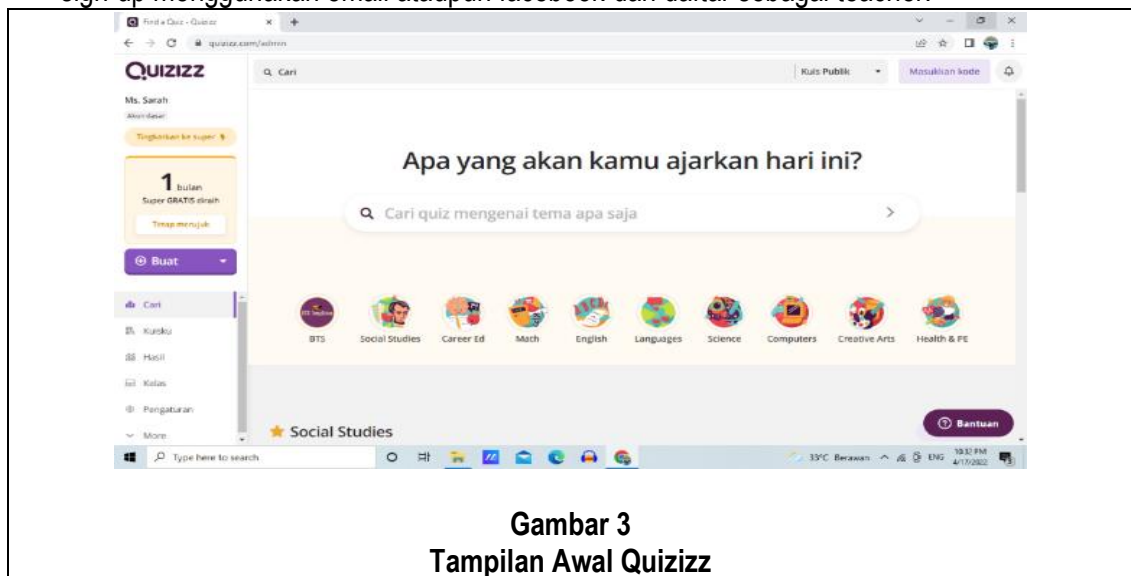 sign up menggunakan email ataupun facebook dan daftar sebagai teacher.
Find a Quiz - Quizizz
quizizz.com/admin
QUIZIZZ
Cari
Kuis Publik
Masukkan kode
Ms. Sarah
Akun dasar
Tingkatkan ke super
1 bulan
Super GRATIS diraih
Tetap merujuk
Buat
Cari
Kuisku
Hasil
Kelas
Pengaturan
More
Apa yang akan kamu ajarkan hari ini?
Cari quiz mengenai tema apa saja
BTS
Social Studies
Career Ed
Math
English
Languages
Science
Computers
Creative Arts
Health & PE
Social Studies
Bantuan
Type here to search
33°C Berawan
ENG
10:32 PM
4/17/2022
Gambar 3
Tampilan Awal Quizizz